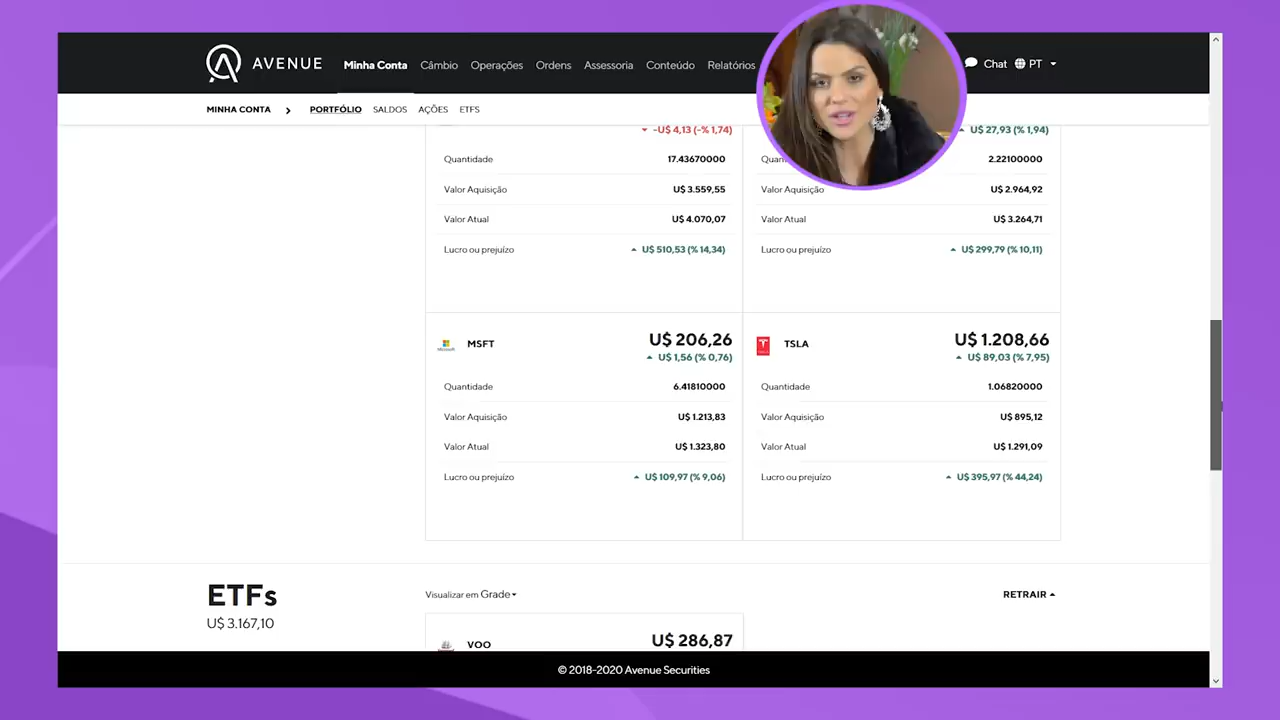 AVENUE
Minha Conta Câmbio Operações Ordens Assessoria Conteúdo Relatórios Chat PT
MINHA CONTA PORTFÓLIO SALDOS AÇÕES ETFS
-U$ 4,13 (-% 1,74)
Quantidade 17.43670000
Valor Aquisição U$ 3.559,55
Valor Atual U$ 4.070,07
Lucro ou prejuízo U$ 510,53 (% 14,34)
U$ 27,93 (% 1,94)
2.22100000
Valor Aquisição U$ 2.964,92
Valor Atual U$ 3.264,71
Lucro ou prejuízo U$ 299,79 (% 10,11)
Microsoft MSFT U$ 206,26
U$ 1,56 (% 0,76)
Quantidade 6.41810000
Valor Aquisição U$ 1.213,83
Valor Atual U$ 1.323,80
Lucro ou prejuízo U$ 109,97 (% 9,06)
TSLA U$ 1.208,66
U$ 89,03 (% 7,95)
Quantidade 1.06820000
Valor Aquisição U$ 895,12
Valor Atual U$ 1.291,09
Lucro ou prejuízo U$ 395,97 (% 44,24)
ETFs
U$ 3.167,10
Visualizar em Grade
RETRAIR
VOO U$ 286,87
© 2018-2020 Avenue Securities